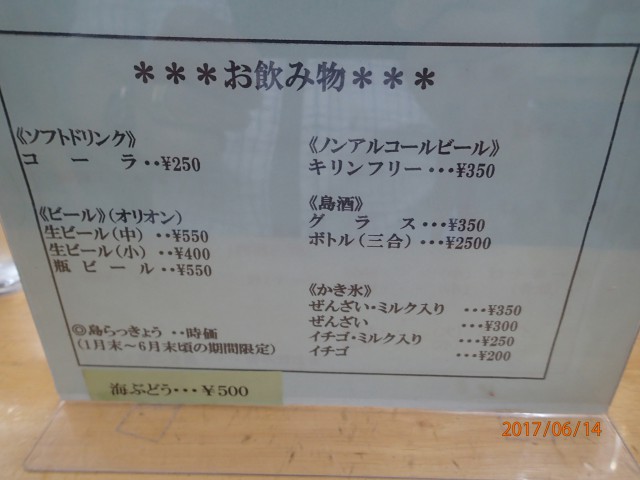 ＊＊＊お飲み物＊＊＊
《ソフトドリンク》
コーラ・・¥250
《ビール》(オリオン)
生ビール(中)・・¥550
生ビール(小)・・¥400
瓶ビール・・¥550
◎島らっきょう・・時価
(1月末～6月末頃の期間限定)
《ノンアルコールビール》
キリンフリー・・・¥350
《島酒》
グラス・・・¥350
ボトル(三合)・・・¥2500
《かき氷》
ぜんざい・ミルク入り・・・¥350
ぜんざい・・・¥300
イチゴ・ミルク入り・・・¥250
イチゴ・・・¥200
海ぶどう・・・￥500
2017/06/14